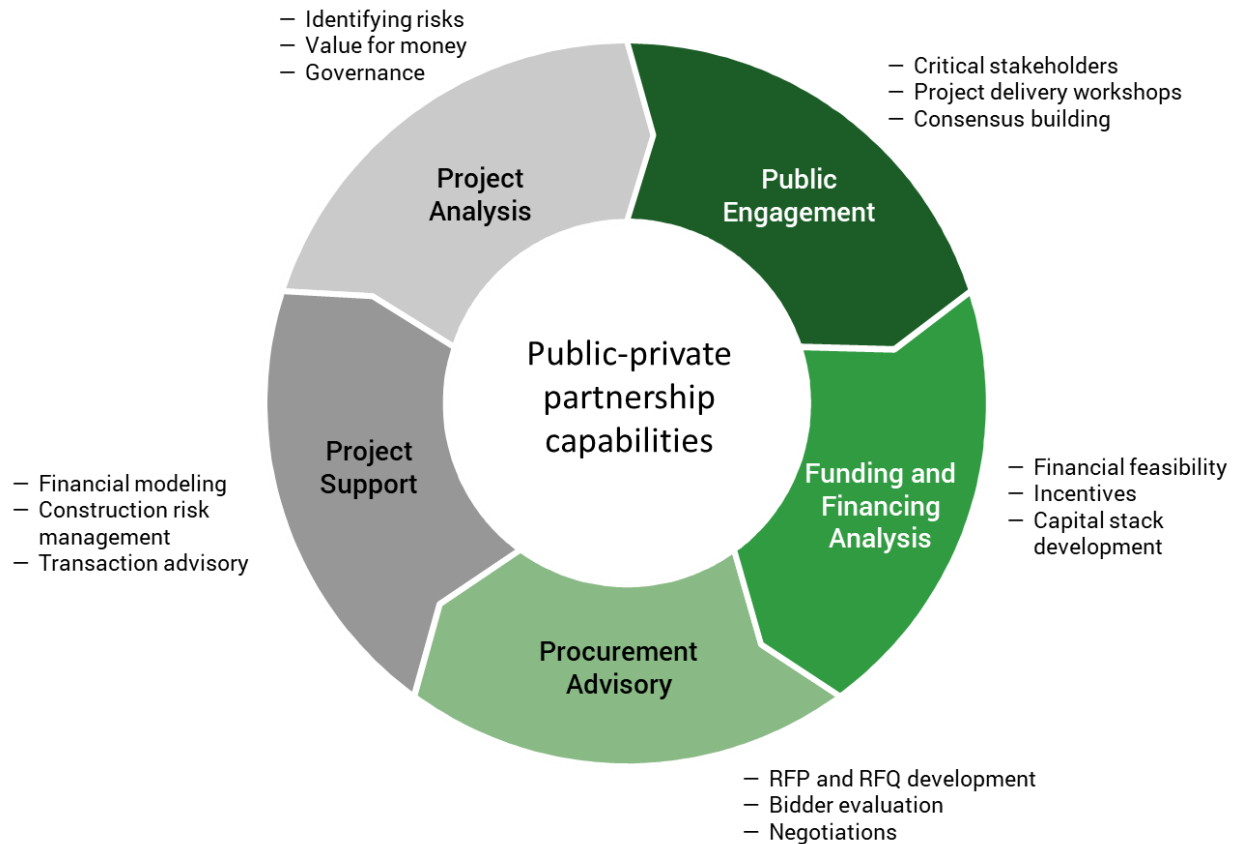 — Identifying risks
— Value for money
— Governance
— Critical stakeholders
— Project delivery workshops
— Consensus building
Project
Analysis
Public
Engagement
Public-private
partnership
capabilities
Project
Support
Funding and
Financing
Analysis
— Financial modeling
— Construction risk
management
— Transaction advisory
— Financial feasibility
— Incentives
— Capital stack
development
Procurement
Advisory
— RFP and RFQ development
— Bidder evaluation
— Negotiations